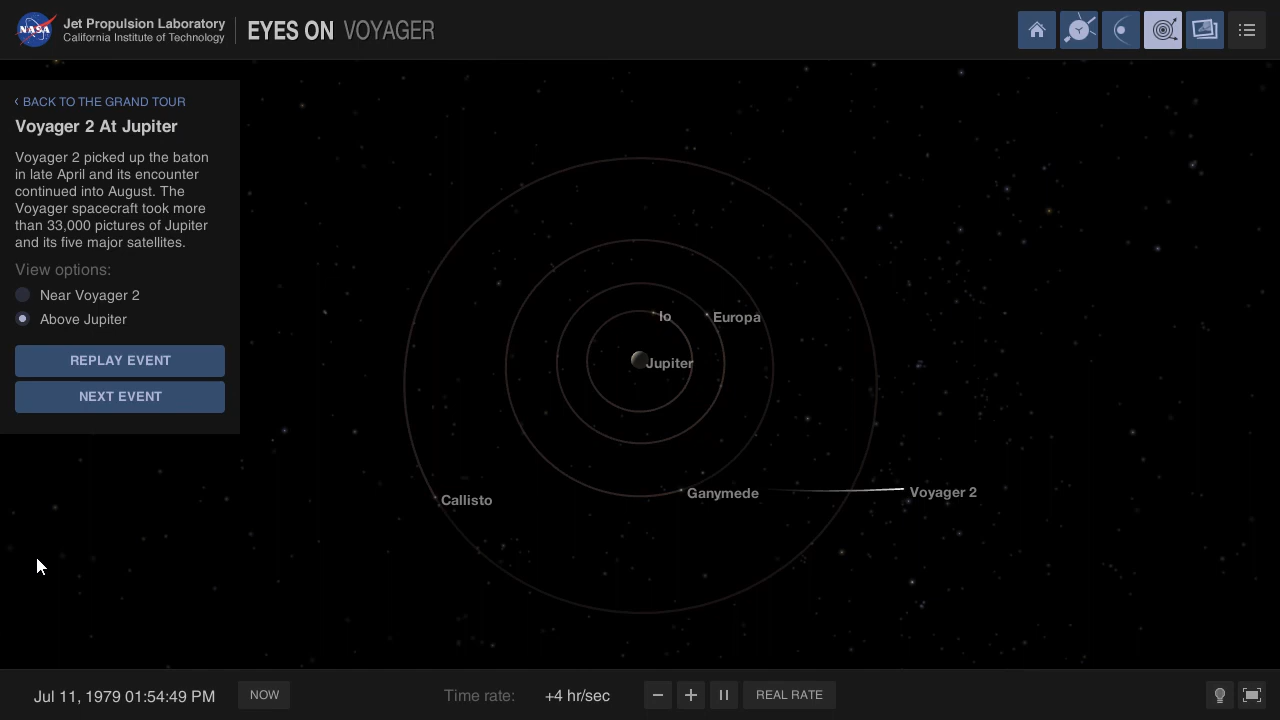 NASA
Jet Propulsion Laboratory
California Institute of Technology
EYES ON VOYAGER
‹ BACK TO THE GRAND TOUR
Voyager 2 At Jupiter
Voyager 2 picked up the baton
in late April and its encounter
continued into August. The
Voyager spacecraft took more
than 33,000 pictures of Jupiter
and its five major satellites.
View options:
Near Voyager 2
Above Jupiter
REPLAY EVENT
NEXT EVENT
Io
Europa
Jupiter
Callisto
Ganymede
Voyager 2
Jul 11, 1979 01:54:49 PM
NOW
Time rate:
+4 hr/sec
REAL RATE